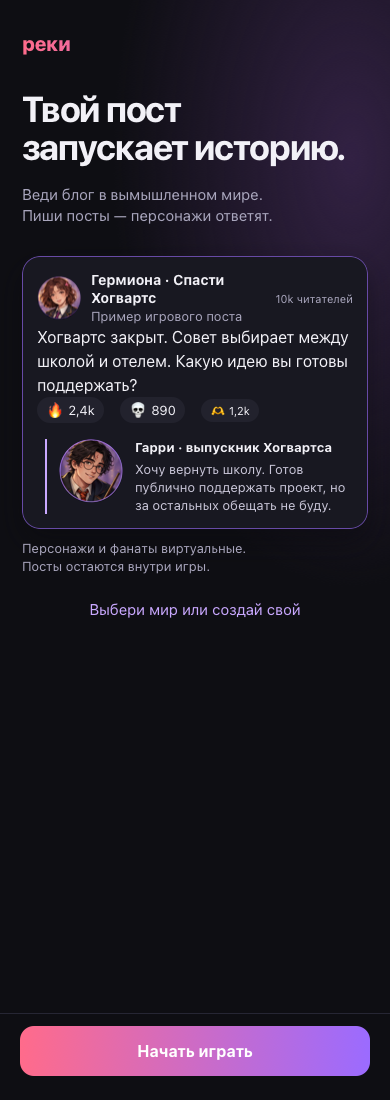 реки
Твой пост
запускает историю.
Веди блог в вымышленном мире.
Пиши посты — персонажи ответят.
Гермиона · Спасти
Хогвартс
10k читателей
Пример игрового поста
Хогвартс закрыт. Совет выбирает между
школой и отелем. Какую идею вы готовы
поддержать?
🔥 2,4k 💀 890 🫶 1,2k
Гарри · выпускник Хогвартса
Хочу вернуть школу. Готов
публично поддержать проект, но
за остальных обещать не буду.
Персонажи и фанаты виртуальные.
Посты остаются внутри игры.
Выбери мир или создай свой
Начать играть